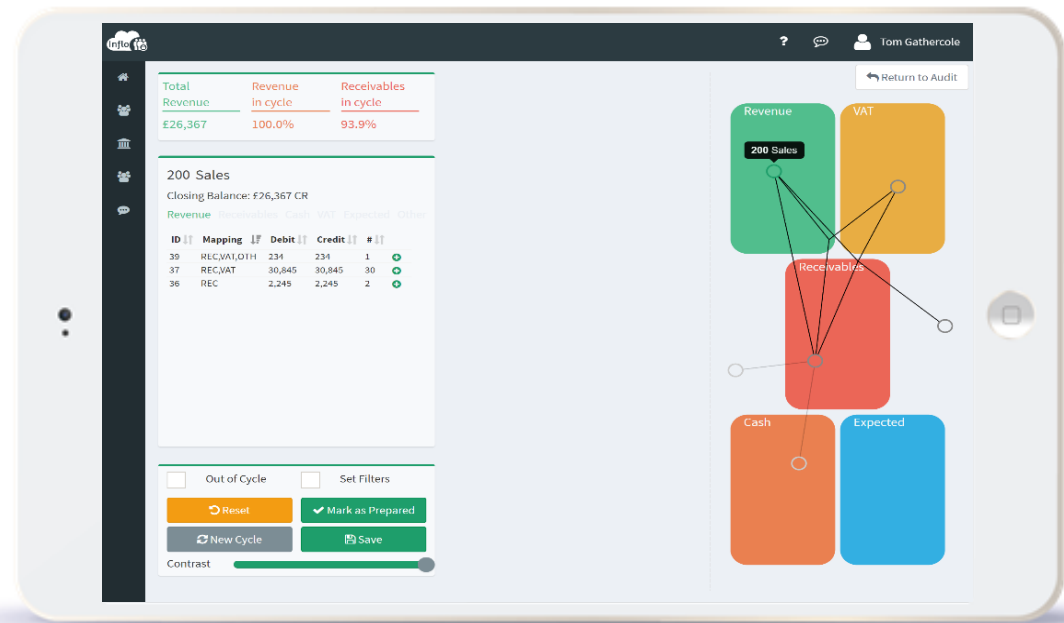 inflo
? Tom Gathercole
Return to Audit
Total Revenue in cycle Receivables in cycle
Revenue
£26,367 100.0% 93.9%
200 Sales
Closing Balance: £26,367 CR
Revenue Receivables Cash VAT Expected Other
ID Mapping Debit Credit #
39 REC,VAT,OTH 234 234 1
37 REC,VAT 30,845 30,845 30
36 REC 2,245 2,245 2
Out of Cycle Set Filters
Reset Mark as Prepared
New Cycle Save
Contrast
Revenue VAT
200 Sales
Receivables
Cash Expected